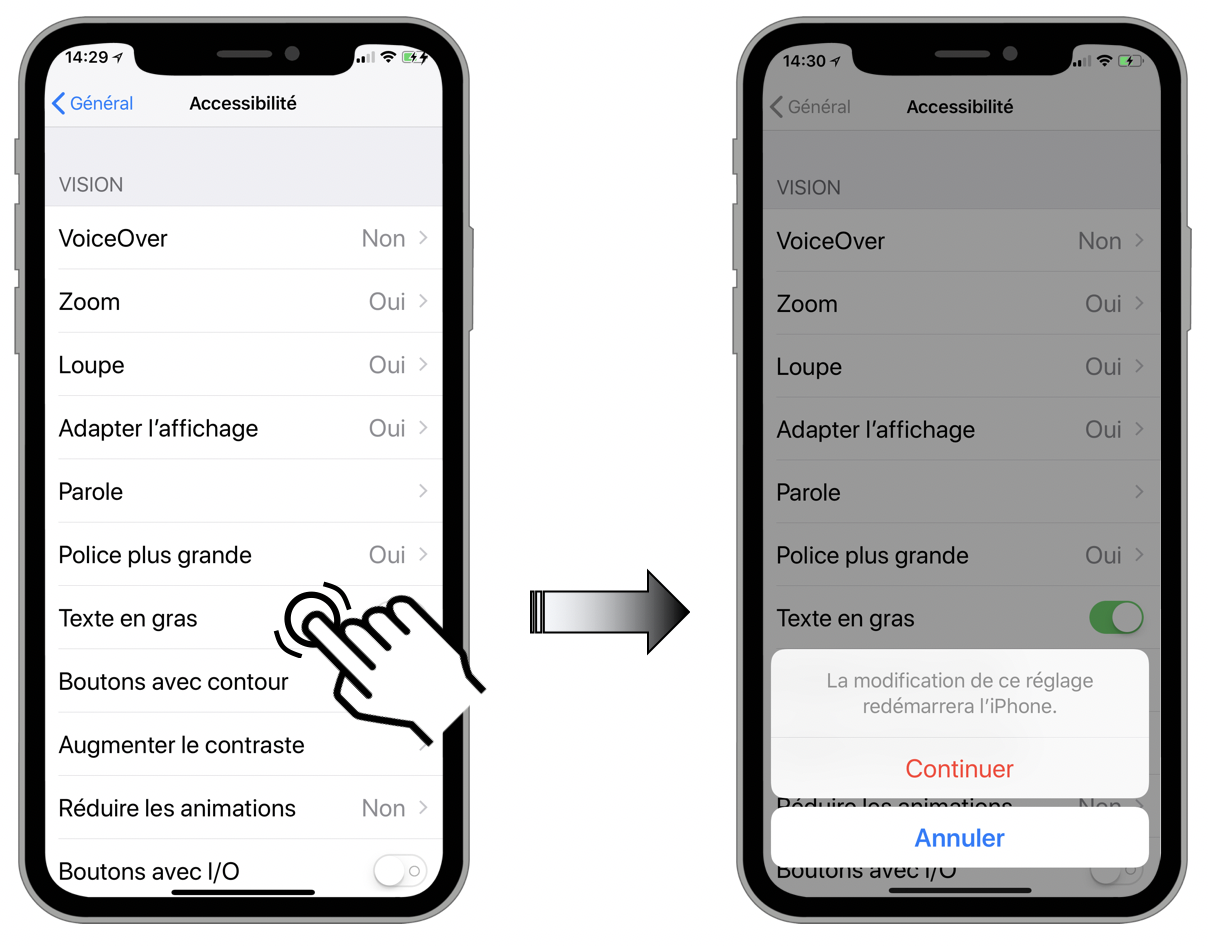 14:29
Général Accessibilité
VISION
VoiceOver Non
Zoom Oui
Loupe Oui
Adapter l’affichage Oui
Parole
Police plus grande Oui
Texte en gras
Boutons avec contour
Augmenter le contraste
Réduire les animations Non
Boutons avec I/O
14:30
Général Accessibilité
VISION
VoiceOver Non
Zoom Oui
Loupe Oui
Adapter l’affichage Oui
Parole
Police plus grande Oui
Texte en gras
La modification de ce réglage
redémarrera l’iPhone.
Continuer
Réduire les animations Non
Annuler
Boutons avec I/O